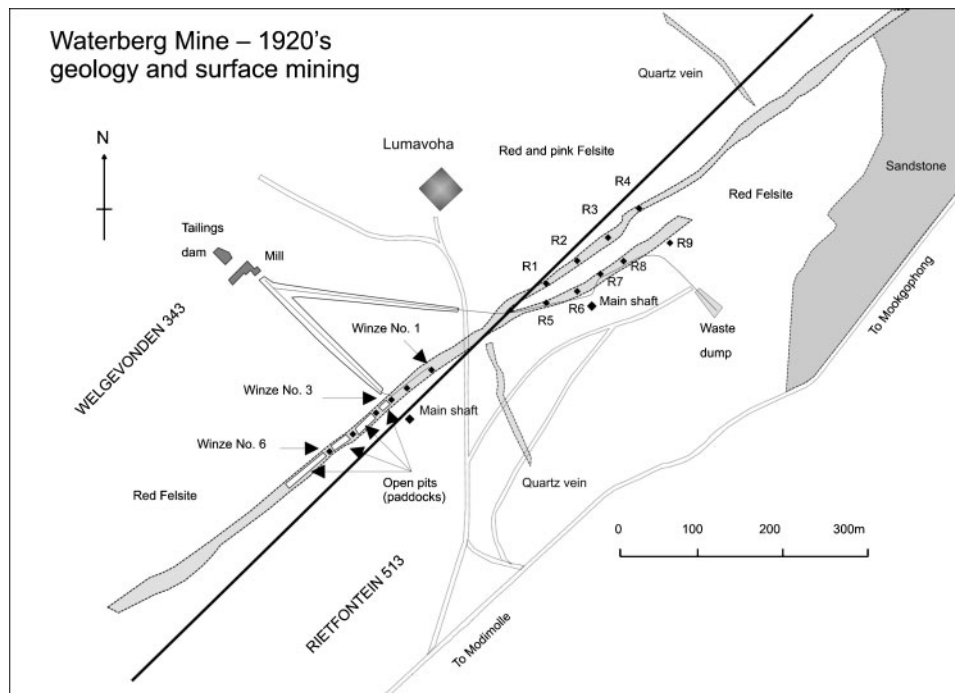 Waterberg Mine – 1920's
geology and surface mining
N
Quartz vein
Lumavoha
Red and pink Felsite
Sandstone
Red Felsite
R4
R3
R2
R1
R9
R8
R7
R6
R5
Main shaft
Tailings
dam
Mill
Winze No. 1
Waste
dump
To Mookgophong
WELGEVONDEN 343
Winze No. 3
Main shaft
Winze No. 6
Open pits
(paddocks)
Quartz vein
Red Felsite
0 100 200 300m
RIETFONTEIN 513
To Modimolle